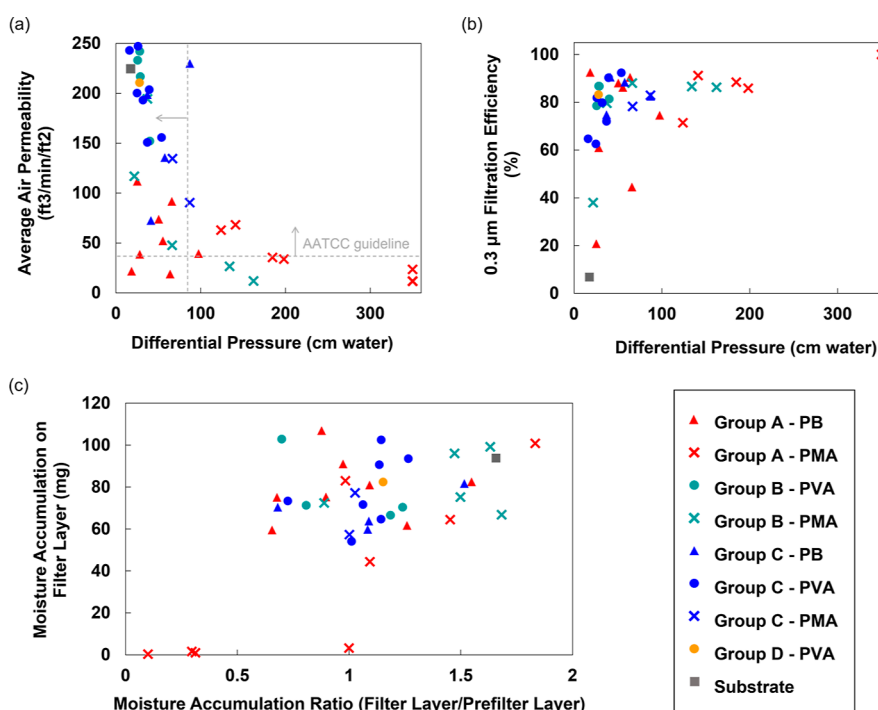 (a)
250
200
150
100
50
0
0 100 200 300
Average Air Permeability
(ft3/min/ft2)
AATCC guideline
Differential Pressure (cm water)
(b)
100
80
60
40
20
0
0 100 200 300
0.3 µm Filtration Efficiency
(%)
Differential Pressure (cm water)
(c)
120
100
80
60
40
20
0
0 0.5 1 1.5 2
Moisture Accumulation on
Filter Layer (mg)
Moisture Accumulation Ratio (Filter Layer/Prefilter Layer)
Group A - PB
Group A - PMA
Group B - PVA
Group B - PMA
Group C - PB
Group C - PVA
Group C - PMA
Group D - PVA
Substrate